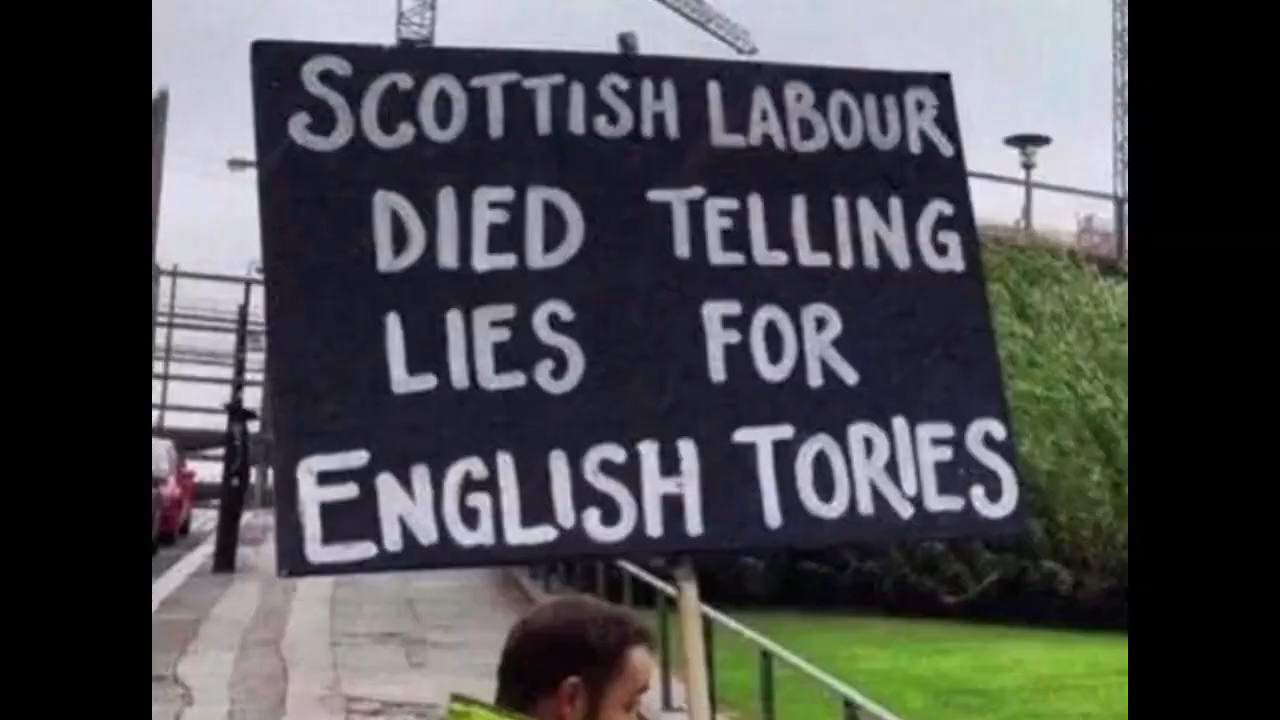 SCOTTISH LABOUR
DIED TELLING
LIES FOR
ENGLISH TORIES